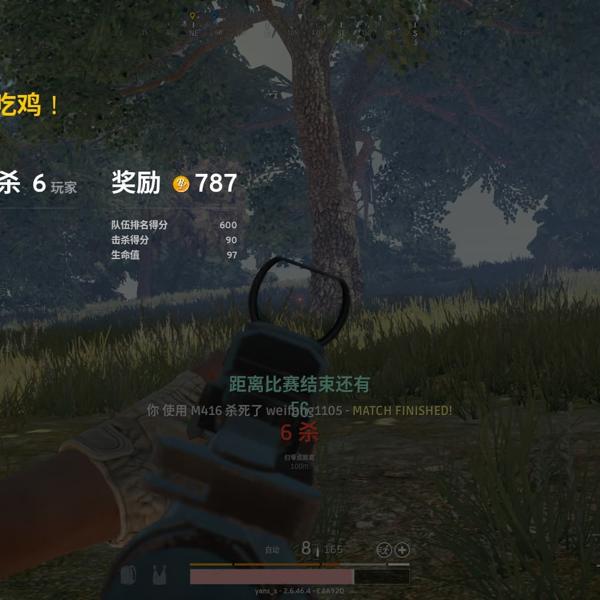 吃鸡！
杀 6 玩家
奖励 787
队伍排名得分 600
击杀得分 90
生命值 97
距离比赛结束还有
56
你 使用 M416 杀死了 - MATCH FINISHED!
6 杀
100m
自动 8 165